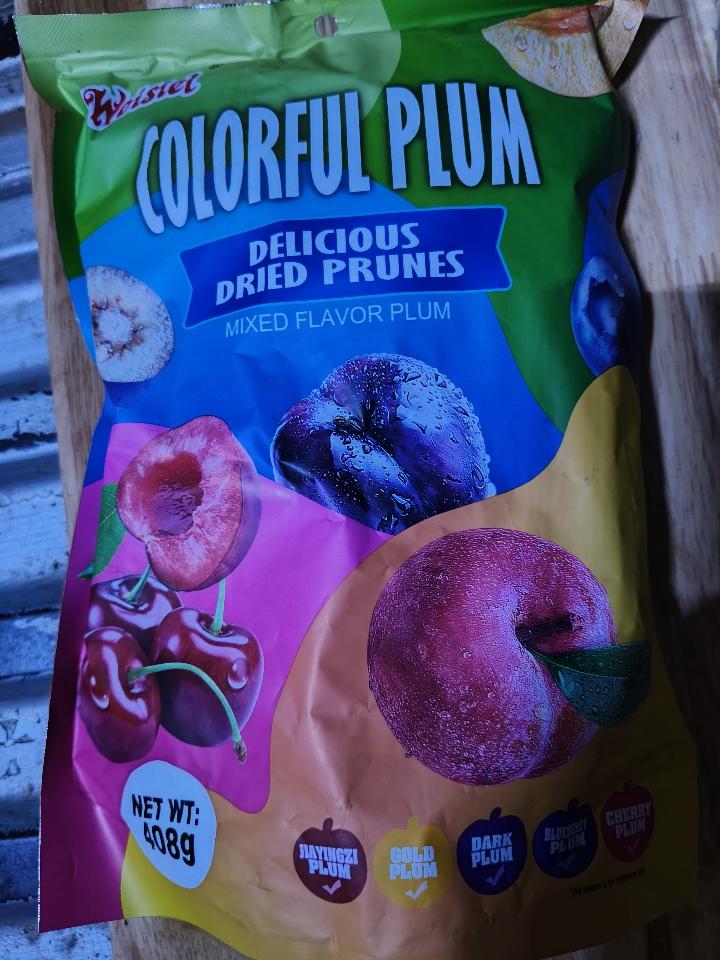 Weisiel
COLORFUL PLUM
DELICIOUS
DRIED PRUNES
MIXED FLAVOR PLUM
NET WT:
408g
JIAYINGZI
PLUM
GOLD
PLUM
DARK
PLUM
BLUEBERRY
PLUM
CHERRY
PLUM